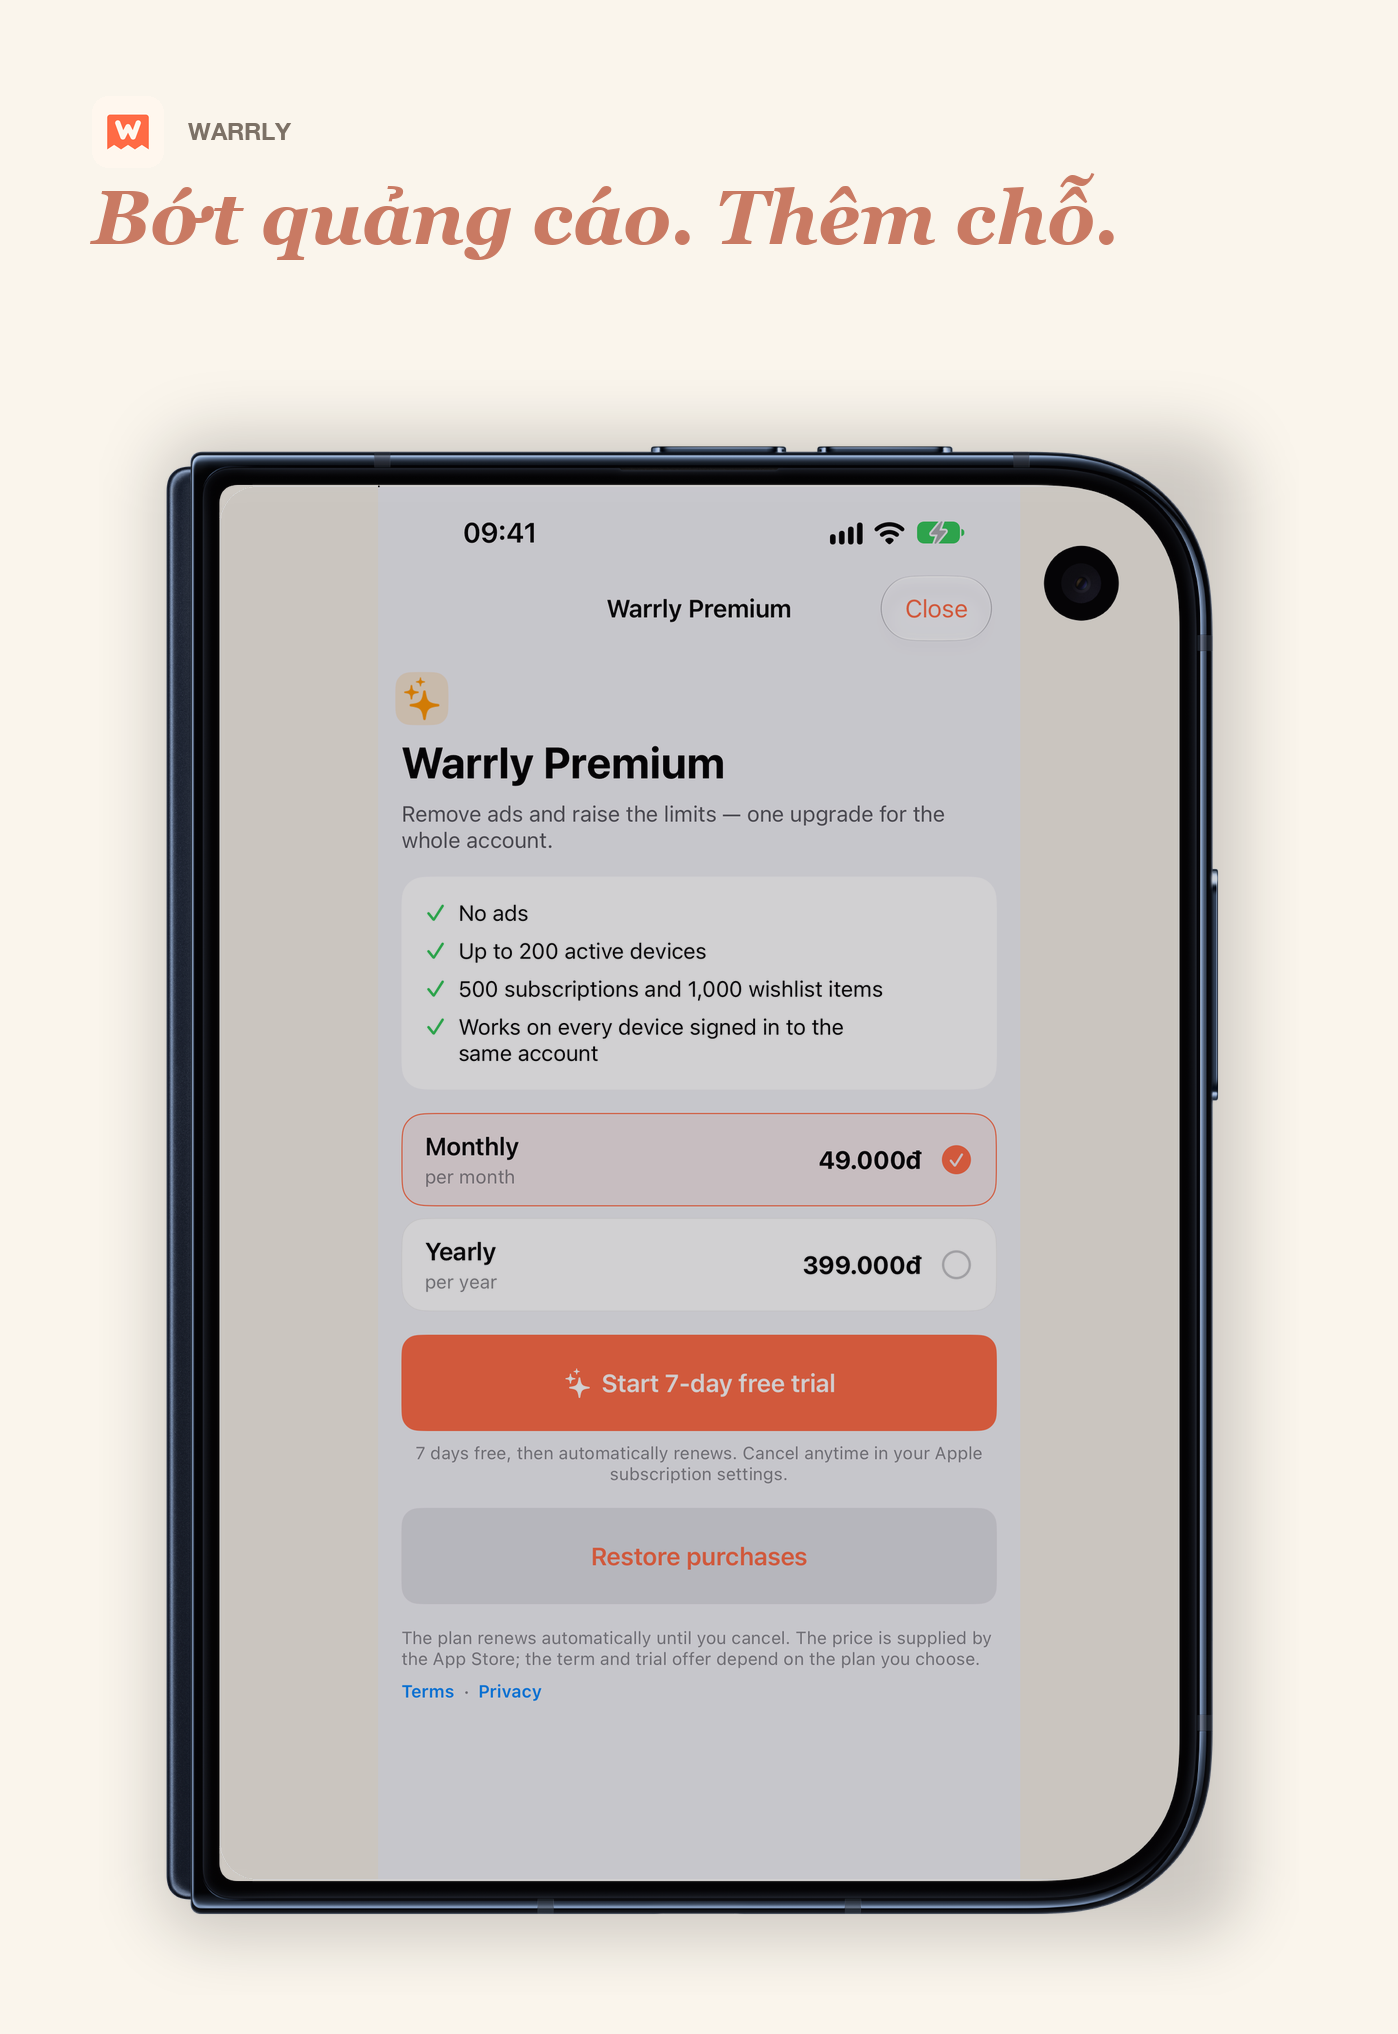 WARRLY
Bớt quảng cáo. Thêm chỗ.
09:41
Warrly Premium
Close
Warrly Premium
Remove ads and raise the limits — one upgrade for the
whole account.
No ads
Up to 200 active devices
500 subscriptions and 1,000 wishlist items
Works on every device signed in to the
same account
Monthly
per month
49.000đ
Yearly
per year
399.000đ
Start 7-day free trial
7 days free, then automatically renews. Cancel anytime in your Apple
subscription settings.
Restore purchases
The plan renews automatically until you cancel. The price is supplied by
the App Store; the term and trial offer depend on the plan you choose.
Terms · Privacy